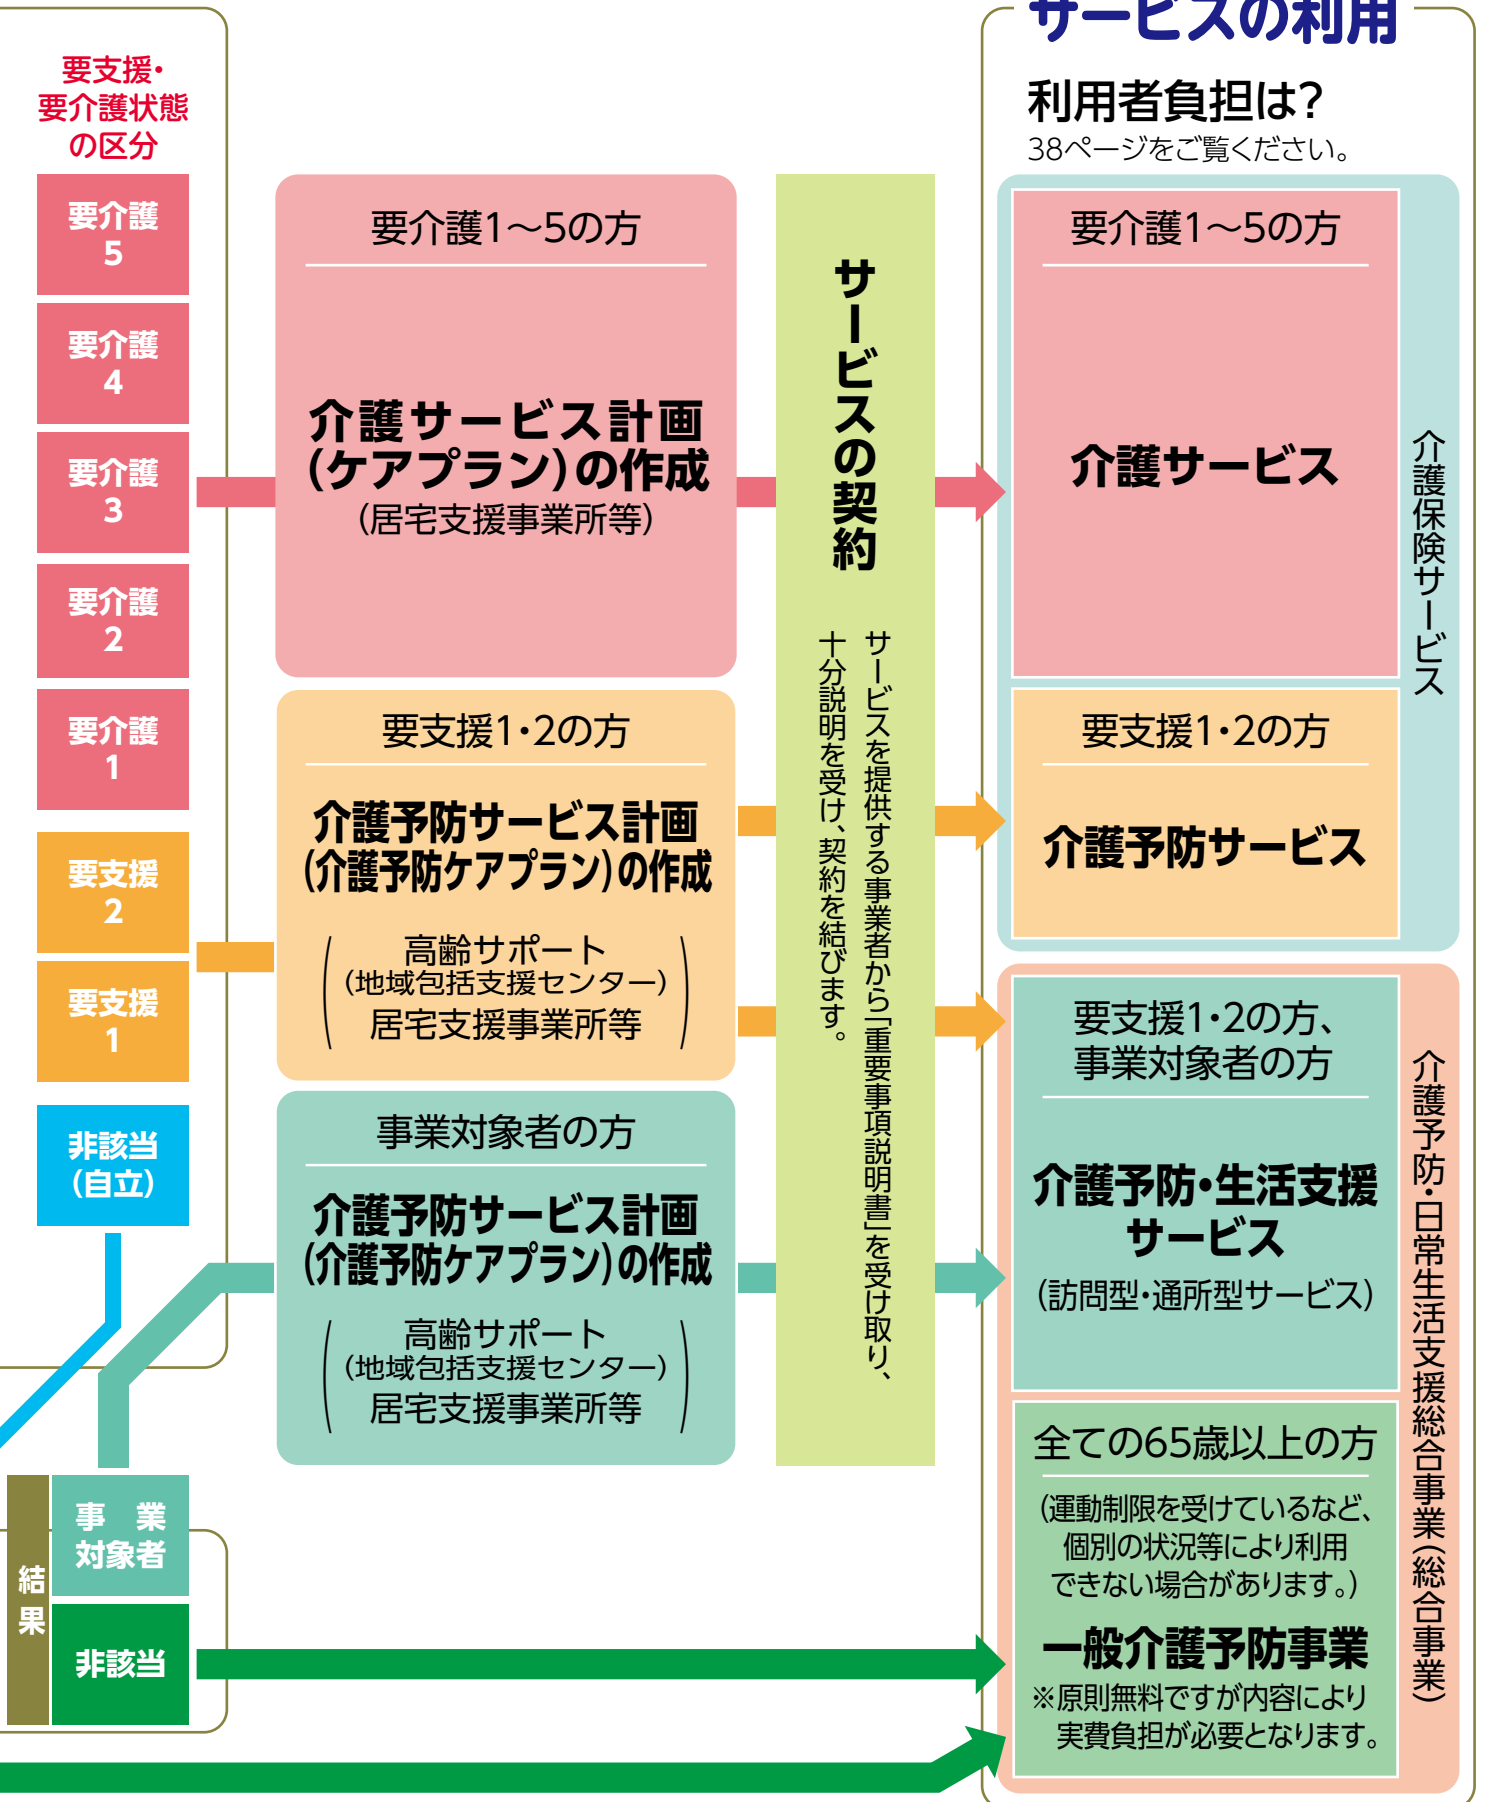 要支援・
要介護状態
の区分
要介護
5
要介護
4
要介護
3
要介護
2
要介護
1
要支援
2
要支援
1
非該当
(自立)
結果
事　業
対象者
非該当
要介護1〜5の方
介護サービス計画
(ケアプラン)の作成
(居宅支援事業所等)
要支援1・2の方
介護予防サービス計画
(介護予防ケアプラン)の作成
高齢サポート
(地域包括支援センター)
居宅支援事業所等
事業対象者の方
介護予防サービス計画
(介護予防ケアプラン)の作成
高齢サポート
(地域包括支援センター)
居宅支援事業所等
サービスの契約
サービスを提供する事業者から「重要事項説明書」を受け取り、
十分説明を受け、契約を結びます。
サービスの利用
利用者負担は?
38ページをご覧ください。
要介護1〜5の方
介護サービス
要支援1・2の方
介護予防サービス
介護保険サービス
要支援1・2の方、
事業対象者の方
介護予防・生活支援
サービス
(訪問型・通所型サービス)
全ての65歳以上の方
(運動制限を受けているなど、
個別の状況等により利用
できない場合があります。)
一般介護予防事業
※原則無料ですが内容により
実費負担が必要となります。
介護予防・日常生活支援総合事業(総合事業)